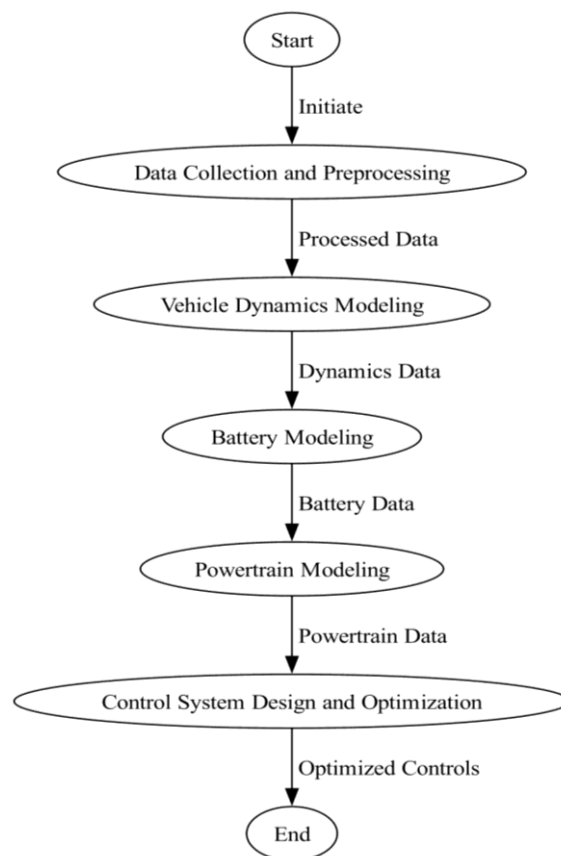 Start
Initiate
Data Collection and Preprocessing
Processed Data
Vehicle Dynamics Modeling
Dynamics Data
Battery Modeling
Battery Data
Powertrain Modeling
Powertrain Data
Control System Design and Optimization
Optimized Controls
End